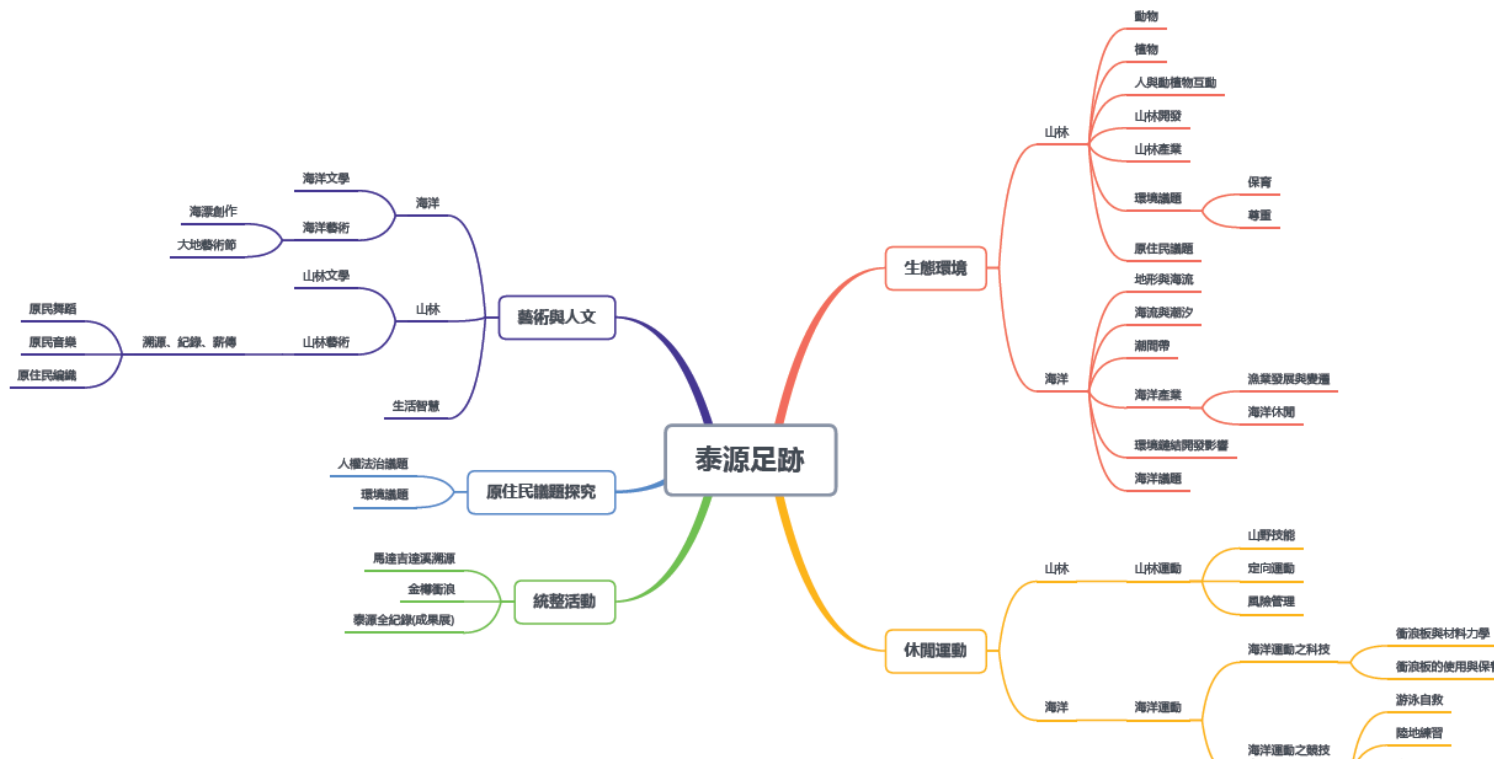 泰源足跡
生態環境
山林
動物
植物
人與動植物互動
山林開發
山林產業
環境議題
保育
尊重
原住民議題
海洋
地形與海流
海流與潮汐
潮間帶
海洋產業
漁業發展與變遷
海洋休閒
環境鏈結開發影響
海洋議題
休閒運動
山林
山林運動
山野技能
定向運動
風險管理
海洋
海洋運動
海洋運動之科技
衝浪板與材料力學
衝浪板的使用與保
海洋運動之競技
游泳自救
陸地練習
藝術與人文
海洋
海洋文學
海洋藝術
海漂創作
大地藝術節
山林
山林文學
山林藝術
溯源、紀錄、薪傳
原民舞蹈
原民音樂
原住民編織
生活智慧
原住民議題探究
人權法治議題
環境議題
統整活動
馬達吉達溪溯源
金樽衝浪
泰源全紀錄(成果展)